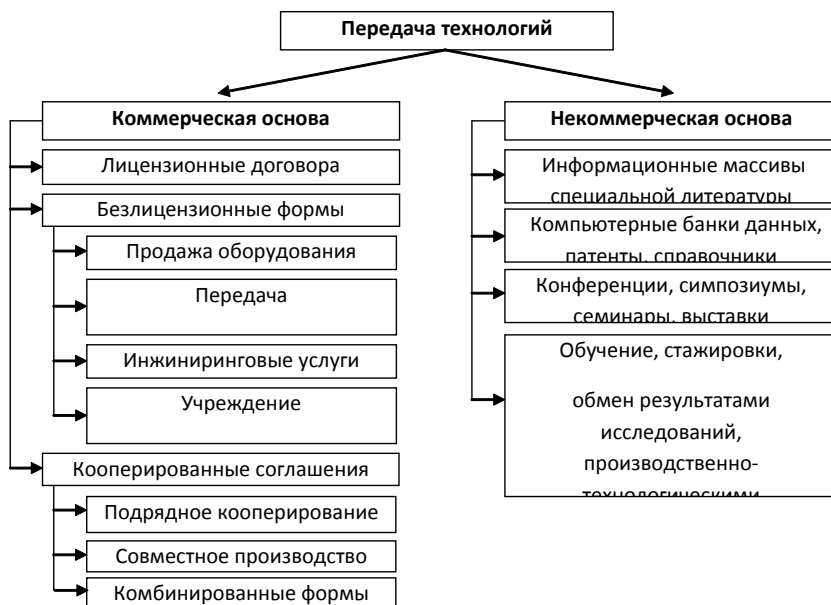 Передача технологий
Коммерческая основа
Лицензионные договора
Безлицензионные формы
Продажа оборудования
Передача
Инжиниринговые услуги
Учреждение
Кооперированные соглашения
Подрядное кооперирование
Совместное производство
Комбинированные формы
Некоммерческая основа
Информационные массивы
специальной литературы
Компьютерные банки данных,
патенты, справочники
Конференции, симпозиумы,
семинары, выставки
Обучение, стажировки,
обмен результатами
исследований,
производственно-
технологическими